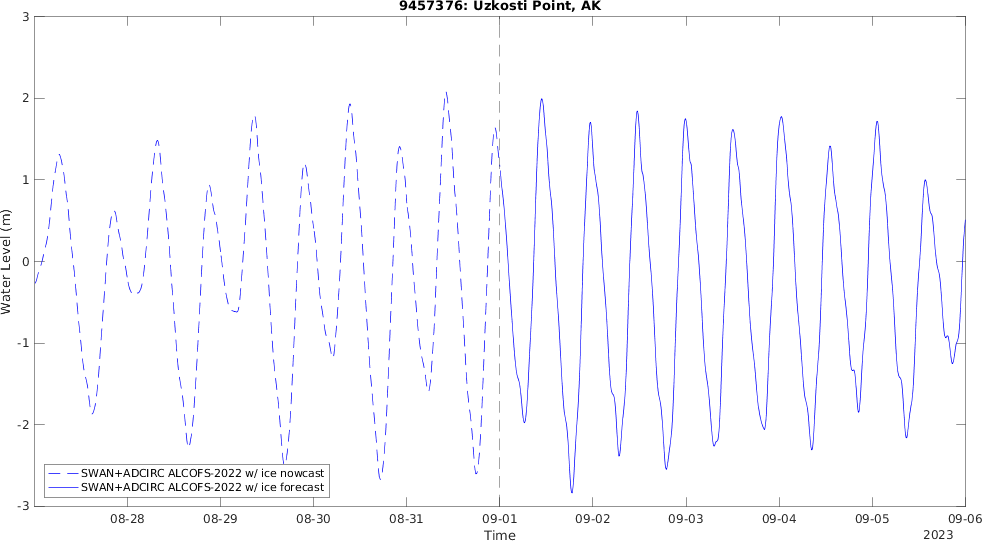 9457376: Uzkosti Point, AK
3
2
1
0
-1
-2
-3
Water Level (m)
SWAN+ADCIRC ALCOFS-2022 w/ ice nowcast
SWAN+ADCIRC ALCOFS-2022 w/ ice forecast
08-28 08-29 08-30 08-31 09-01 09-02 09-03 09-04 09-05 09-06
Time
2023